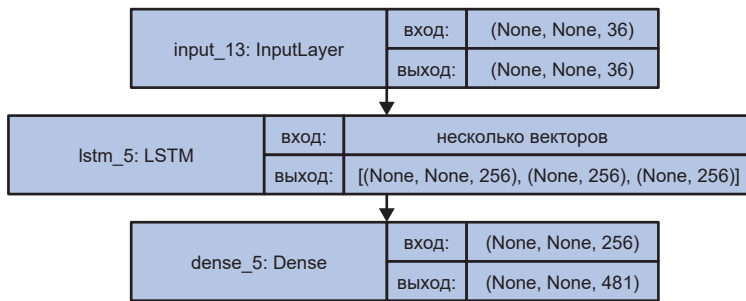 input_13: InputLayer
вход: (None, None, 36)
выход: (None, None, 36)
lstm_5: LSTM
вход: несколько векторов
выход: [(None, None, 256), (None, 256), (None, 256)]
dense_5: Dense
вход: (None, None, 256)
выход: (None, None, 481)